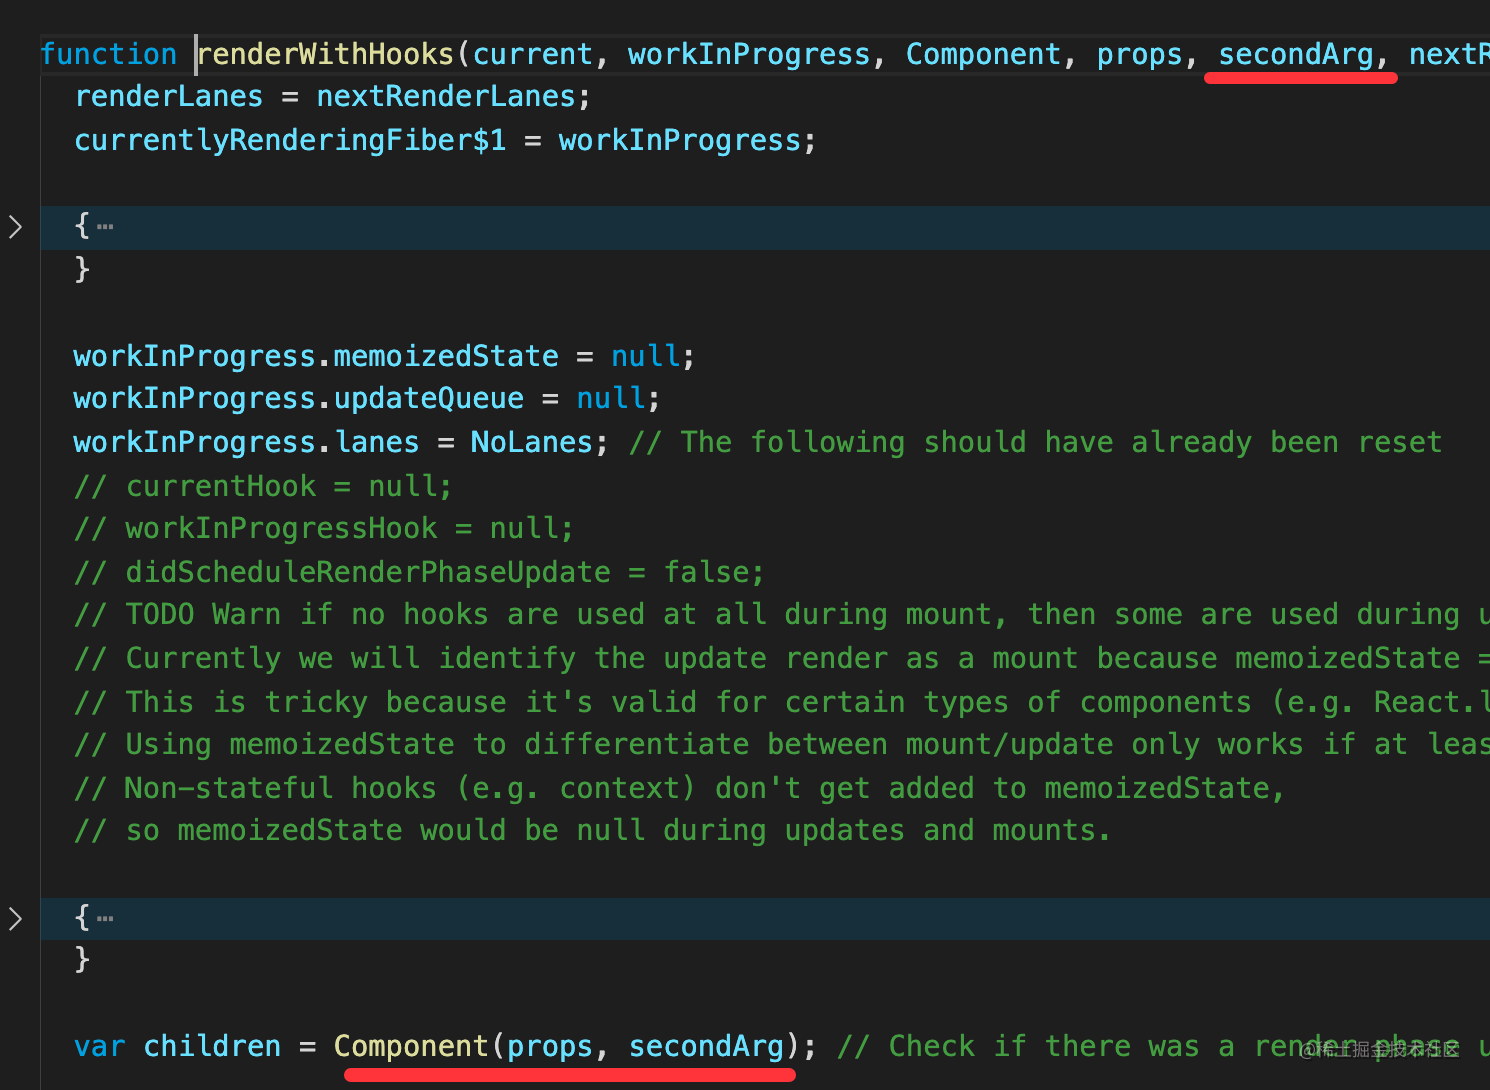 function renderWithHooks(current, workInProgress, Component, props, secondArg, nextR
renderLanes = nextRenderLanes;
currentlyRenderingFiber$1 = workInProgress;
{…
}
workInProgress.memoizedState = null;
workInProgress.updateQueue = null;
workInProgress.lanes = NoLanes; // The following should have already been reset
// currentHook = null;
// workInProgressHook = null;
// didScheduleRenderPhaseUpdate = false;
// TODO Warn if no hooks are used at all during mount, then some are used during u
// Currently we will identify the update render as a mount because memoizedState =
// This is tricky because it's valid for certain types of components (e.g. React.l
// Using memoizedState to differentiate between mount/update only works if at leas
// Non-stateful hooks (e.g. context) don't get added to memoizedState,
// so memoizedState would be null during updates and mounts.
{…
}
var children = Component(props, secondArg); // Check if there was a render phase u
@稀土掘金技术社区